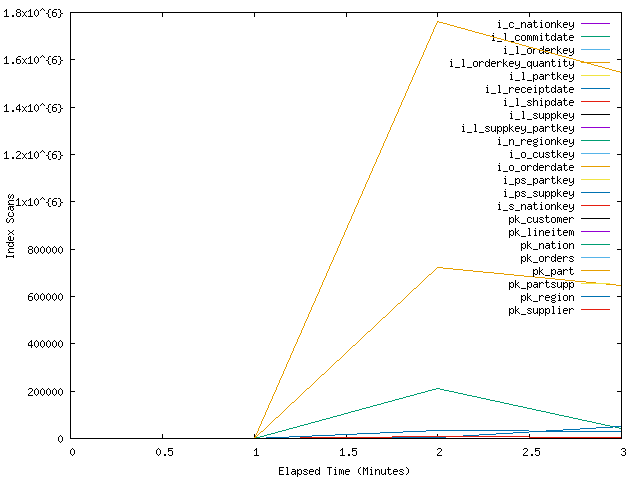 1.8x10^{6}
1.6x10^{6}
1.4x10^{6}
1.2x10^{6}
1x10^{6}
800000
600000
400000
200000
0
Index Scans
i_c_nationkey
i_l_commitdate
i_l_orderkey
i_l_orderkey_quantity
i_l_partkey
i_l_receiptdate
i_l_shipdate
i_l_suppkey
i_l_suppkey_partkey
i_n_regionkey
i_o_custkey
i_o_orderdate
i_ps_partkey
i_ps_suppkey
i_s_nationkey
pk_customer
pk_lineitem
pk_nation
pk_orders
pk_part
pk_partsupp
pk_region
pk_supplier
0 0.5 1 1.5 2 2.5 3
Elapsed Time (Minutes)